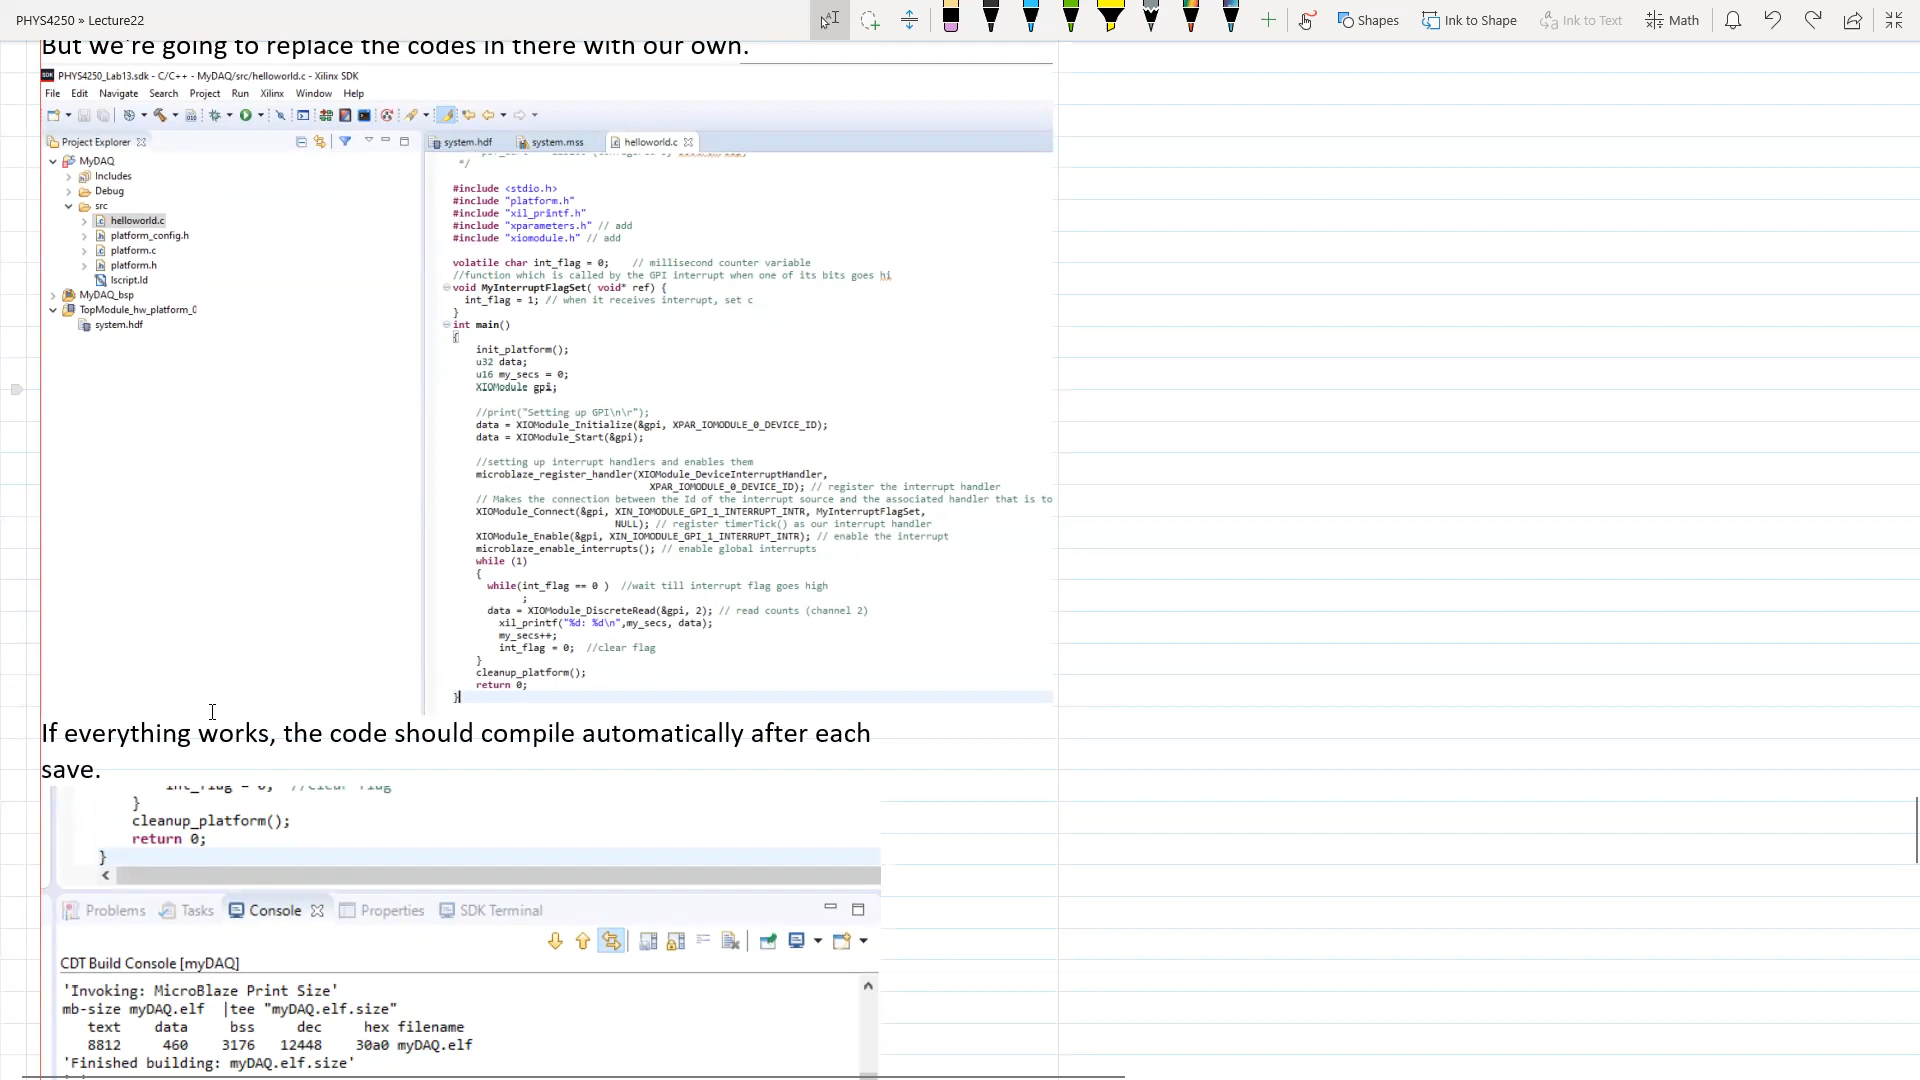 PHYS4250 » Lecture22
Shapes
Ink to Shape
Ink to Text
Math
But we're going to replace the codes in there with our own.
PHYS4250_Lab13.sdk - C/C++ - MyDAQ/src/helloworld.c - Xilinx SDK
File Edit Navigate Search Project Run Xilinx Window Help
Project Explorer
system.hdf
system.mss
helloworld.c
MyDAQ
Includes
Debug
src
helloworld.c
platform_config.h
platform.c
platform.h
lscript.ld
MyDAQ_bsp
TopModule_hw_platform_0
system.hdf
*/
#include <stdio.h>
#include "platform.h"
#include "xil_printf.h"
#include "xparameters.h" // add
#include "xiomodule.h" // add
volatile char int_flag = 0;    // millisecond counter variable
//function which is called by the GPI interrupt when one of its bits goes hi
void MyInterruptFlagSet( void* ref) {
int_flag = 1; // when it receives interrupt, set c
}
int main()
{
init_platform();
u32 data;
u16 my_secs = 0;
XIOModule gpi;
//print("Setting up GPI\n\r");
data = XIOModule_Initialize(&gpi, XPAR_IOMODULE_0_DEVICE_ID);
data = XIOModule_Start(&gpi);
//setting up interrupt handlers and enables them
microblaze_register_handler(XIOModule_DeviceInterruptHandler,
XPAR_IOMODULE_0_DEVICE_ID); // register the interrupt handler
// Makes the connection between the Id of the interrupt source and the associated handler that is to
XIOModule_Connect(&gpi, XIN_IOMODULE_GPI_1_INTERRUPT_INTR, MyInterruptFlagSet,
NULL); // register timerTick() as our interrupt handler
XIOModule_Enable(&gpi, XIN_IOMODULE_GPI_1_INTERRUPT_INTR); // enable the interrupt
microblaze_enable_interrupts(); // enable global interrupts
while (1)
{
while(int_flag == 0 )  //wait till interrupt flag goes high
;
data = XIOModule_DiscreteRead(&gpi, 2); // read counts (channel 2)
xil_printf("%d: %d\n",my_secs, data);
my_secs++;
int_flag = 0;  //clear flag
}
cleanup_platform();
return 0;
}
If everything works, the code should compile automatically after each
save.
int_flag = 0;  //clear flag
}
cleanup_platform();
return 0;
}
Problems Tasks Console Properties SDK Terminal
CDT Build Console [myDAQ]
'Invoking: MicroBlaze Print Size'
mb-size myDAQ.elf  |tee "myDAQ.elf.size"
text data bss dec hex filename
8812 460 3176 12448 30a0 myDAQ.elf
'Finished building: myDAQ.elf.size'